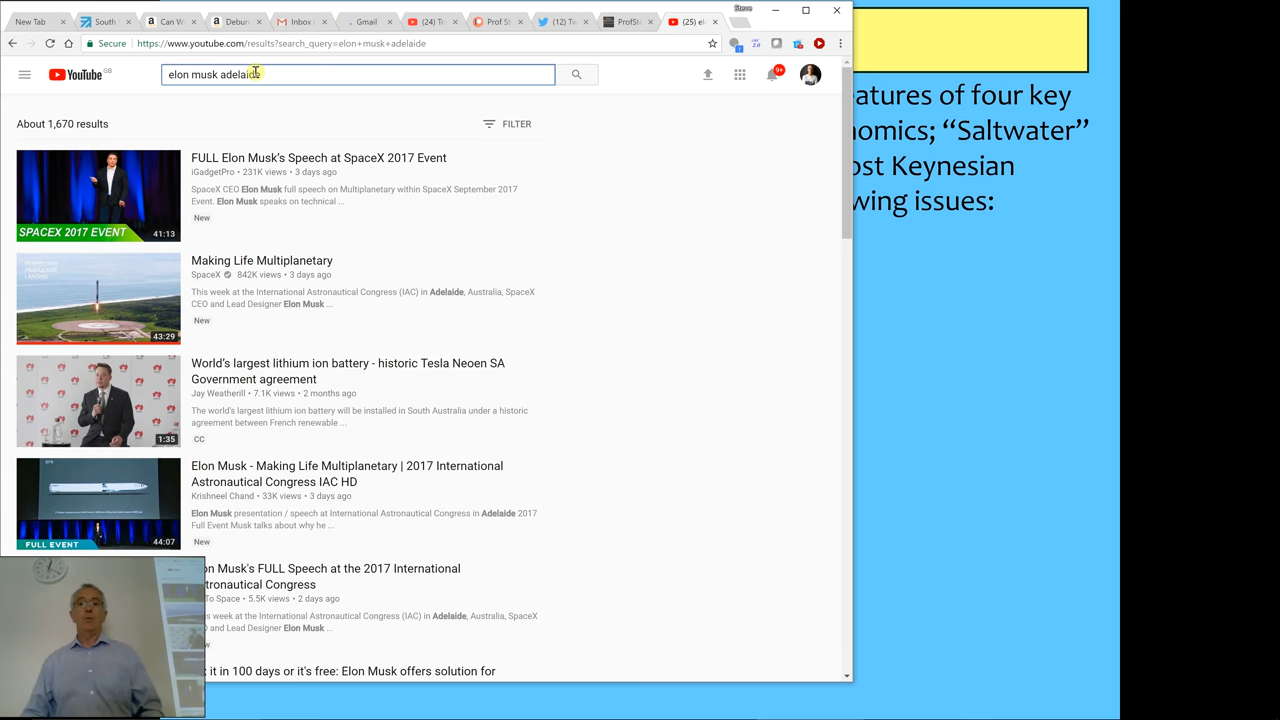 Steve
New Tab
South S
Can W
Debun
Inbox (
Gmail
(24) Tr
Prof St
(12) Tw
ProfSte
(25) ele
Secure https://www.youtube.com/results?search_query=elon+musk+adelaide
YouTube GB
elon musk adelaide
9+
About 1,670 results
FILTER
FULL Elon Musk's Speech at SpaceX 2017 Event
iGadgetPro • 231K views • 3 days ago
SpaceX CEO Elon Musk full speech on Multiplanetary within SpaceX September 2017
Event. Elon Musk speaks on technical ...
New
SPACEX 2017 EVENT
41:13
Making Life Multiplanetary
SpaceX 842K views • 3 days ago
This week at the International Astronautical Congress (IAC) in Adelaide, Australia, SpaceX
CEO and Lead Designer Elon Musk ...
New
43:29
World's largest lithium ion battery - historic Tesla Neoen SA
Government agreement
Jay Weatherill • 7.1K views • 2 months ago
The world's largest lithium ion battery will be installed in South Australia under a historic
agreement between French renewable ...
CC
1:35
Elon Musk - Making Life Multiplanetary | 2017 International
Astronautical Congress IAC HD
Krishneel Chand • 33K views • 3 days ago
Elon Musk presentation / speech at International Astronautical Congress in Adelaide 2017
Full Event Musk talks about why he ...
New
FULL EVENT
44:07
on Musk's FULL Speech at the 2017 International
tronautical Congress
To Space • 5.5K views • 2 days ago
is week at the International Astronautical Congress (IAC) in Adelaide, Australia, SpaceX
O and Lead Designer Elon Musk ...
it in 100 days or it's free: Elon Musk offers solution for
atures of four key
nomics; “Saltwater”
ost Keynesian
wing issues: